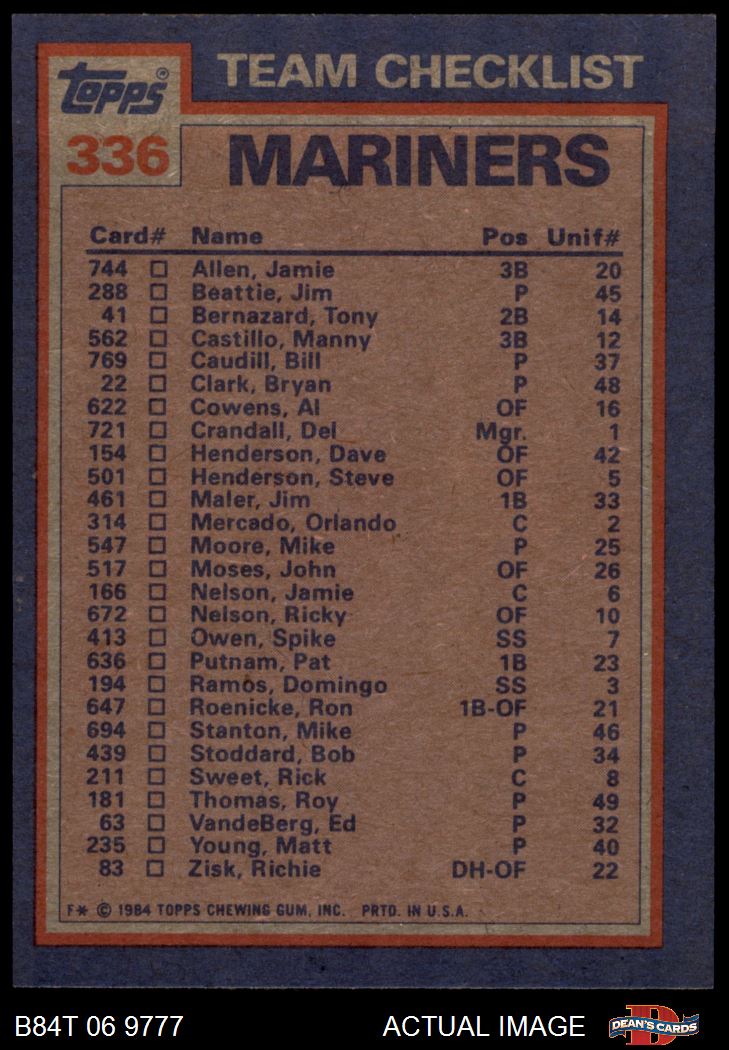 TOPPS®
TEAM CHECKLIST
336
MARINERS
Card# Name Pos Unif#
744 Allen, Jamie 3B 20
288 Beattie, Jim P 45
41 Bernazard, Tony 2B 14
562 Castillo, Manny 3B 12
769 Caudill, Bill P 37
22 Clark, Bryan P 48
622 Cowens, Al OF 16
721 Crandall, Del Mgr. 1
154 Henderson, Dave OF 42
501 Henderson, Steve OF 5
461 Maler, Jim 1B 33
314 Mercado, Orlando C 2
547 Moore, Mike P 25
517 Moses, John OF 26
166 Nelson, Jamie C 6
672 Nelson, Ricky OF 10
413 Owen, Spike SS 7
636 Putnam, Pat 1B 23
194 Ramos, Domingo SS 3
647 Roenicke, Ron 1B-OF 21
694 Stanton, Mike P 46
439 Stoddard, Bob P 34
211 Sweet, Rick C 8
181 Thomas, Roy P 49
63 VandeBerg, Ed P 32
235 Young, Matt P 40
83 Zisk, Richie DH-OF 22
F* © 1984 TOPPS CHEWING GUM, INC. PRTD. IN U.S.A.
B84T 06 9777 ACTUAL IMAGE D DEAN'S CARDS